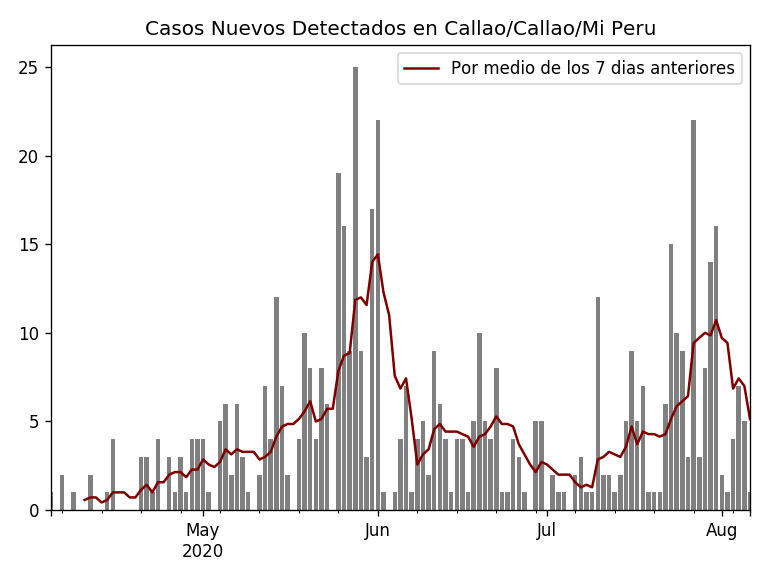 Casos Nuevos Detectados en Callao/Callao/Mi Peru
Por medio de los 7 dias anteriores
25
20
15
10
5
0
May
2020
Jun
Jul
Aug